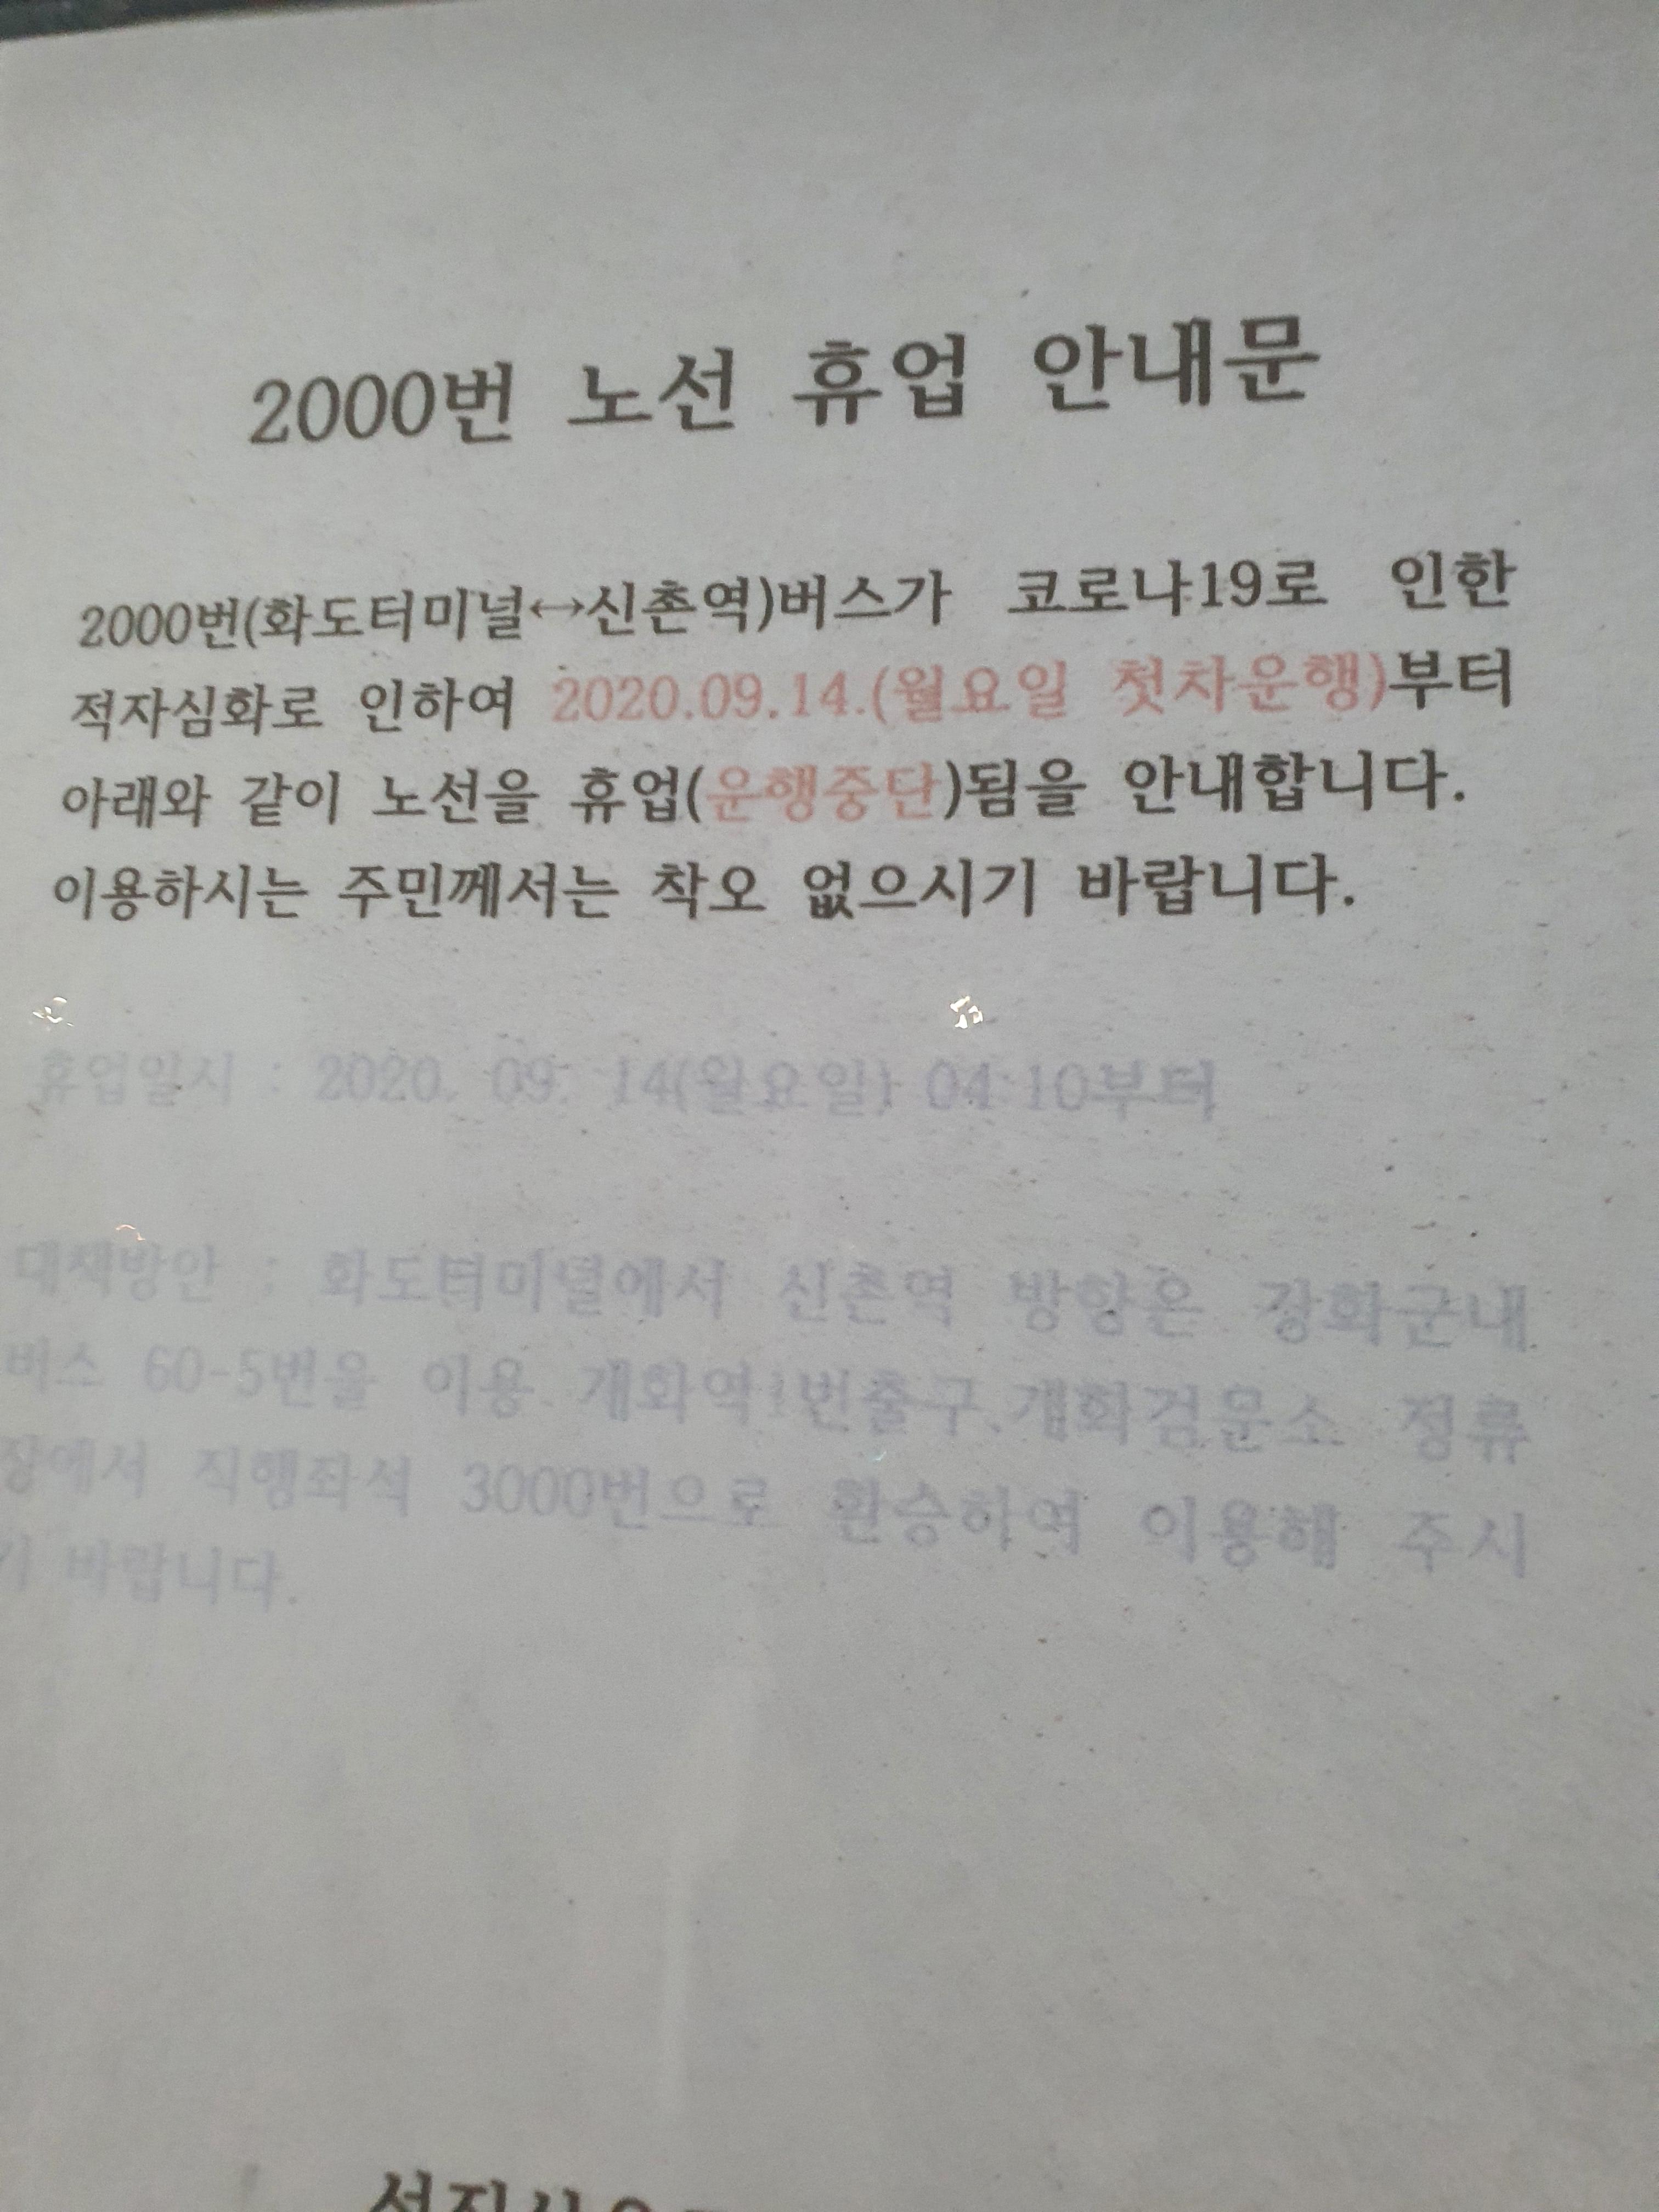 2000번 노선 휴업 안내문
2000번(화도터미널↔신촌역)버스가 코로나19로 인한
적자심화로 인하여 2020.09.14.(월요일 첫차운행)부터
아래와 같이 노선을 휴업(운행중단)됨을 안내합니다.
이용하시는 주민께서는 착오 없으시기 바랍니다.
휴업일시 : 2020. 09. 14(월요일) 04:10부터
대책방안 : 화도터미널에서 신촌역 방향은 강화군내
버스 60-5번을 이용 개화역1번출구,개화검문소 정류
장에서 직행좌석 3000번으로 환승하여 이용해 주시
기 바랍니다.